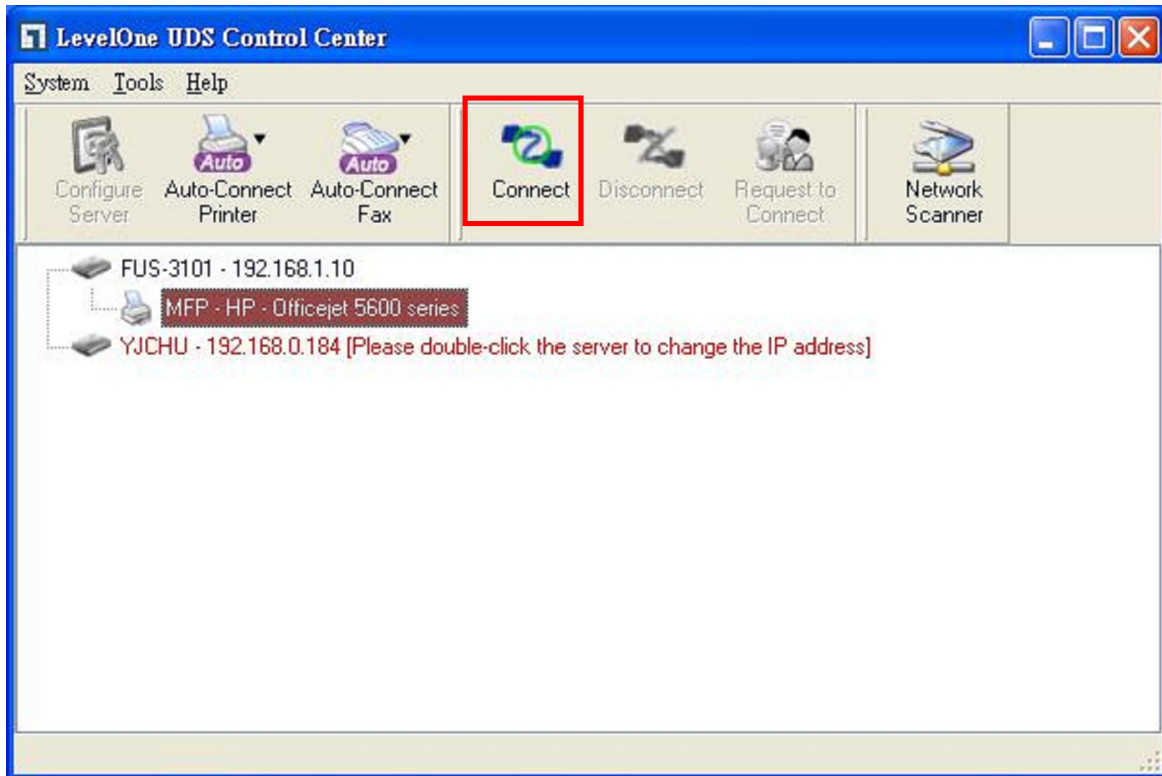 LevelOne UDS Control Center
System Tools Help
Configure Server
Auto
Auto-Connect Printer
Auto
Auto-Connect Fax
Connect
Disconnect
Request to Connect
Network Scanner
FUS-3101 - 192.168.1.10
MFP - HP - Officejet 5600 series
YJCHU - 192.168.0.184 [Please double-click the server to change the IP address]